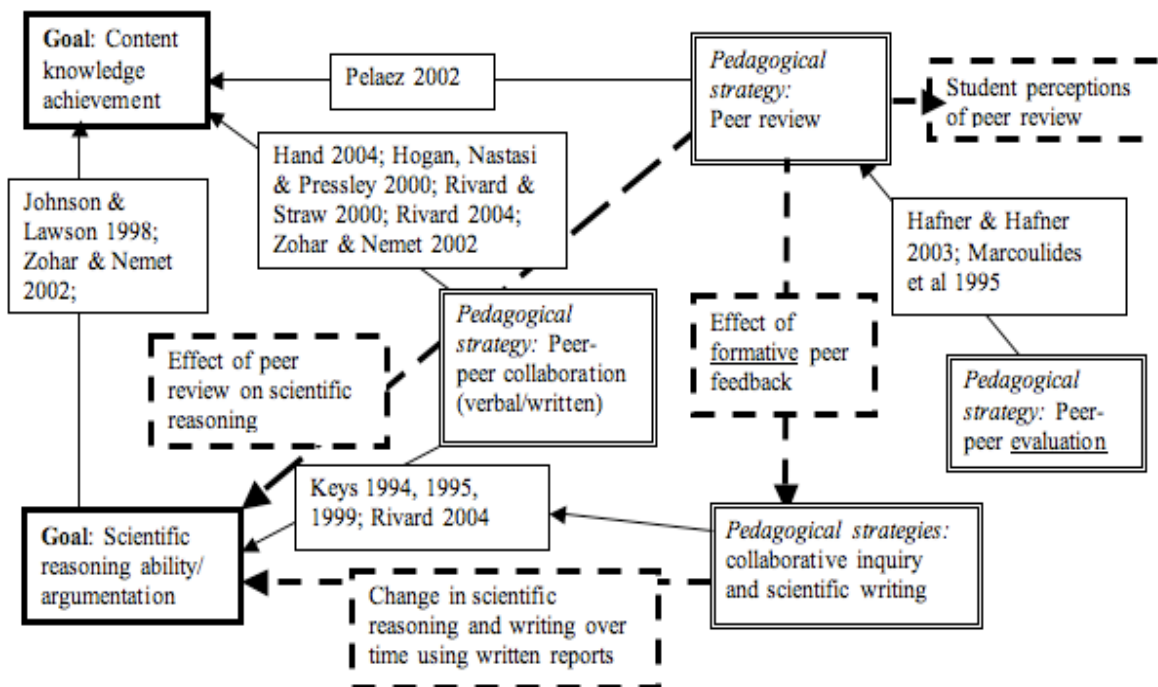 Goal: Content
knowledge
achievement
Pelaez 2002
Pedagogical
strategy:
Peer review
Student perceptions
of peer review
Johnson &
Lawson 1998;
Zohar & Nemet
2002;
Hand 2004; Hogan, Nastasi
& Pressley 2000; Rivard &
Straw 2000; Rivard 2004;
Zohar & Nemet 2002
Hafner & Hafner
2003; Marcoulides
et al 1995
Effect of peer
review on scientific
reasoning
Pedagogical
strategy: Peer-
peer collaboration
(verbal/written)
Effect of
formative peer
feedback
Pedagogical
strategy: Peer-
peer evaluation
Keys 1994, 1995,
1999; Rivard 2004
Goal: Scientific
reasoning ability/
argumentation
Pedagogical strategies:
collaborative inquiry
and scientific writing
Change in scientific
reasoning and writing over
time using written reports